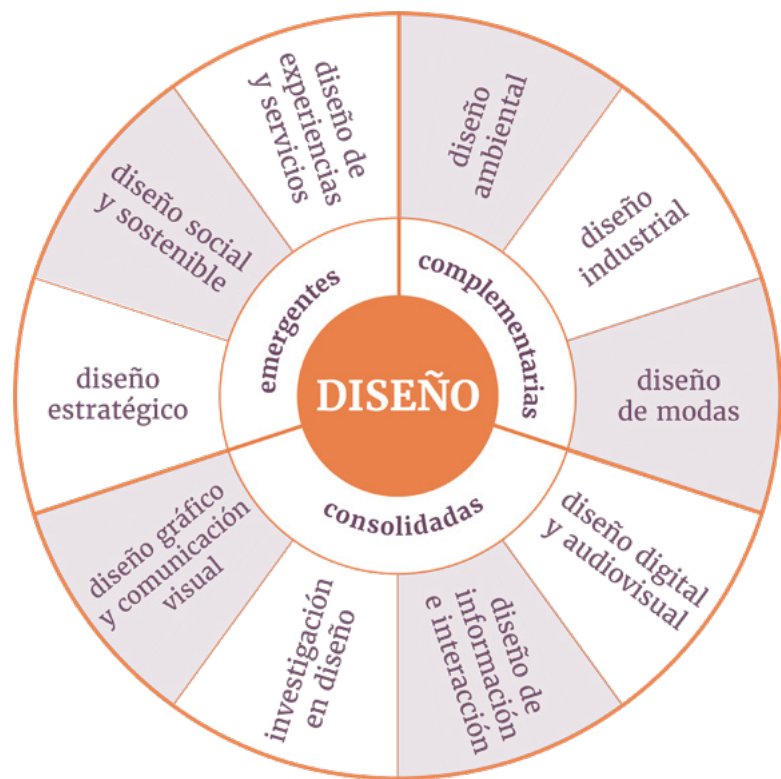 DISEÑO
emergentes
complementarias
consolidadas
diseño
ambiental
diseño
industrial
diseño
de modas
diseño digital
y audiovisual
diseño de
información
e interacción
investigación
en diseño
diseño gráfico
y comunicación
visual
diseño
estratégico
diseño social
y sostenible
diseño de
experiencias
y servicios